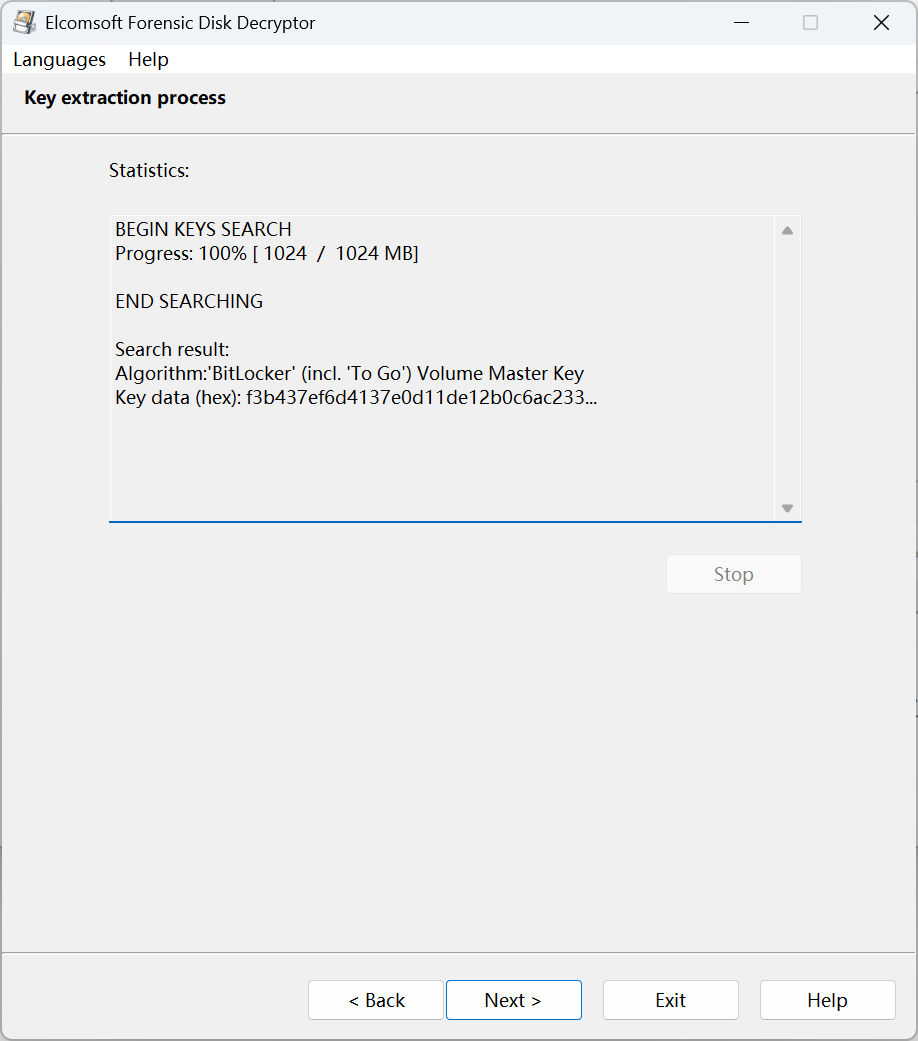 Elcomsoft Forensic Disk Decryptor
Languages Help
Key extraction process
Statistics:
BEGIN KEYS SEARCH
Progress: 100% [ 1024  /  1024 MB]
END SEARCHING
Search result:
Algorithm:'BitLocker' (incl. 'To Go') Volume Master Key
Key data (hex): f3b437ef6d4137e0d11de12b0c6ac233...
Stop
< Back Next > Exit Help